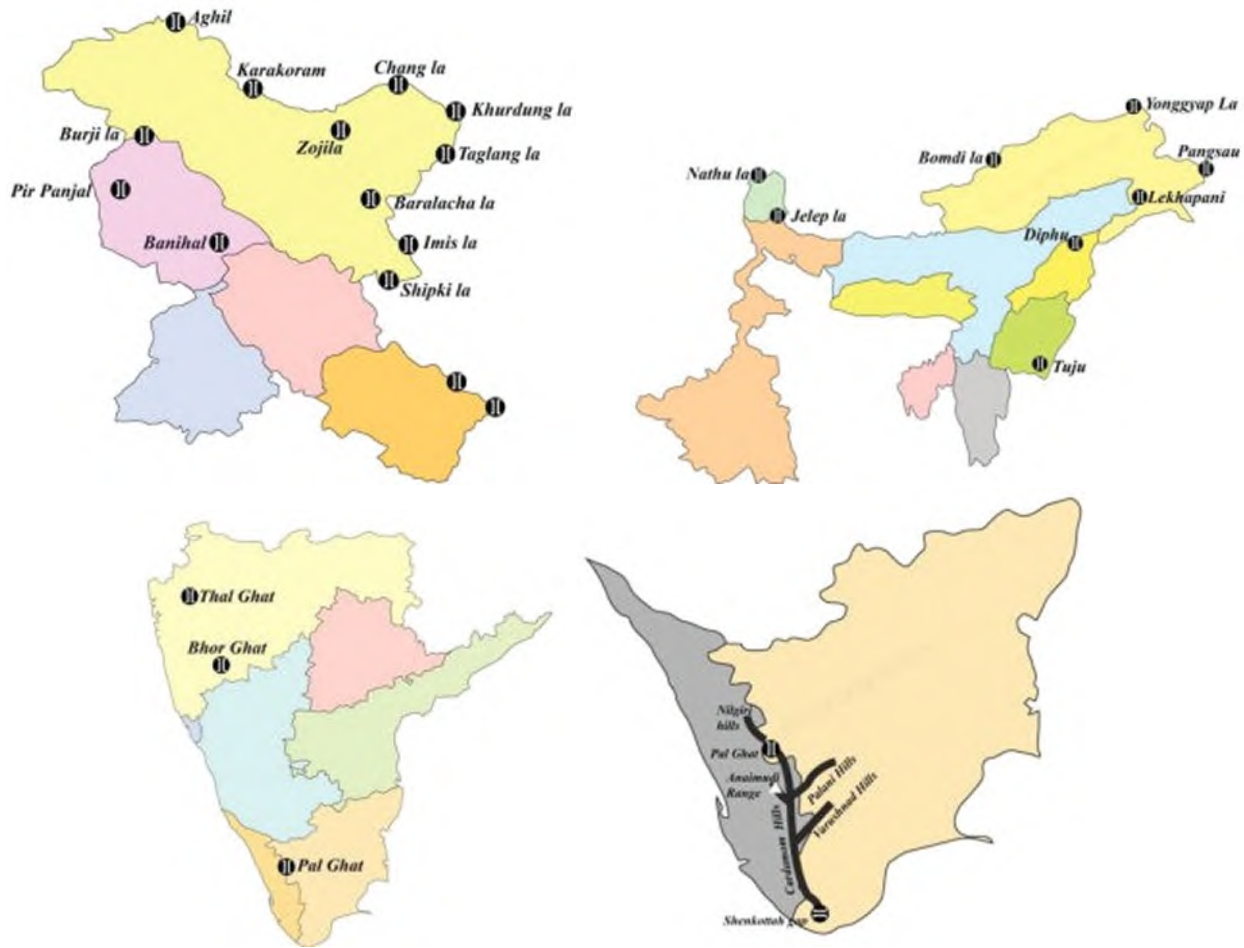 Aghil
Karakoram
Chang la
Khurdung la
Burji la
Zojila
Taglang la
Pir Panjal
Baralacha la
Banihal
Imis la
Shipki la
Yonggyap La
Bomdi la
Pangsau
Nathu la
Lekhapani
Jelep la
Diphu
Tuju
Thal Ghat
Bhor Ghat
Pal Ghat
Nilgiri
hills
Pal Ghat
Anaimudi
Range
Palani Hills
Varushnad Hills
Cardamom Hills
Shenkottah gap